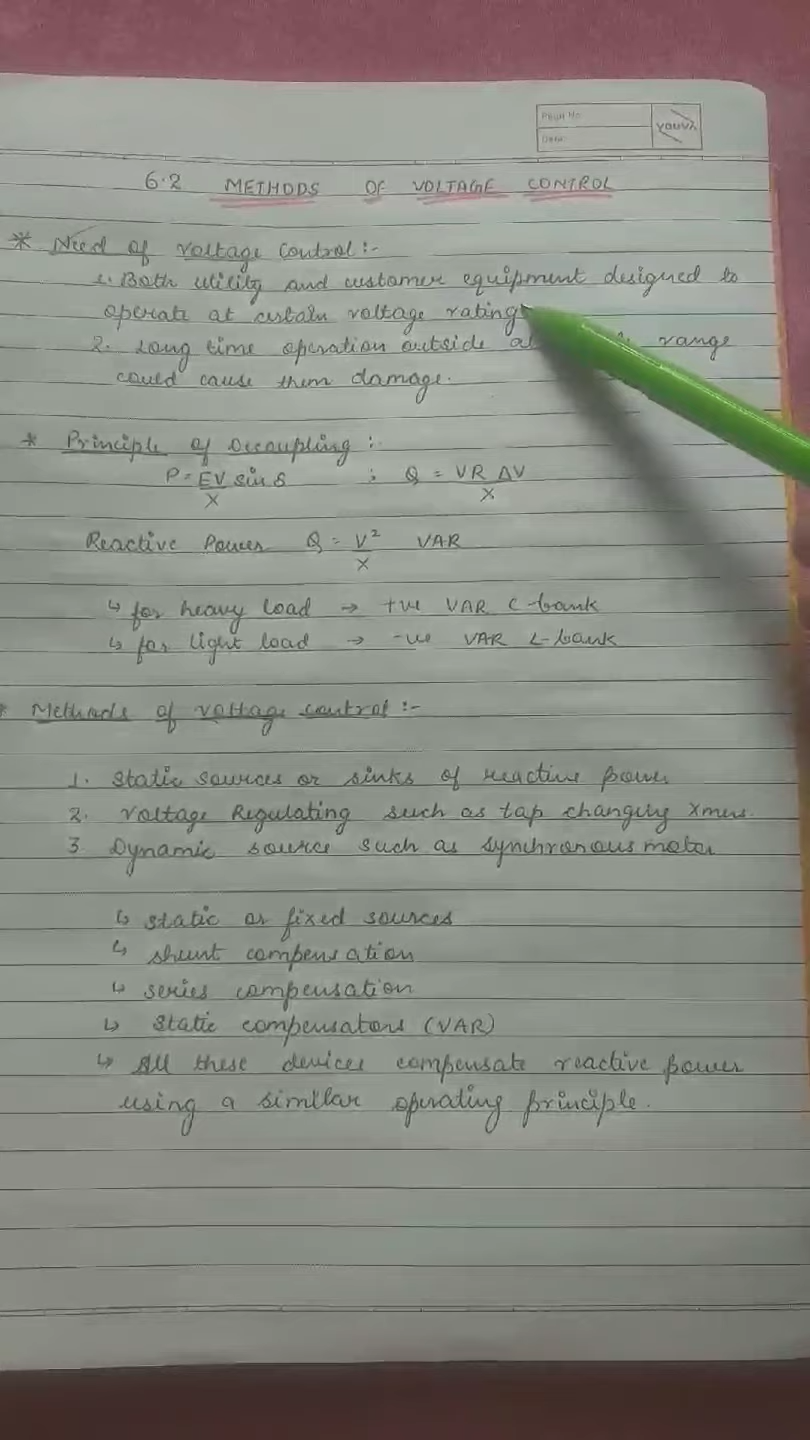 Page No.
Date
YOUVA
6.2 METHODS OF VOLTAGE CONTROL
* Need of voltage control :-
1. Both utility and customer equipment designed to
operate at certain voltage rating
2. Long time operation outside range
could cause them damage.
* Principle of Decoupling :-
P = EV sin δ / X ; Q = VR ΔV / X
Reactive Power Q = V² / X VAR
↳ for heavy load → +ve VAR C-bank
↳ for light load → -ve VAR L-bank
* Methods of voltage control :-
1. Static sources or sinks of reactive power
2. Voltage Regulating such as tap changing Xmers.
3. Dynamic source such as synchronous motor
↳ static or fixed sources
↳ shunt compensation
↳ series compensation
↳ Static compensators (VAR)
↳ All these devices compensate reactive power
using a similar operating principle.